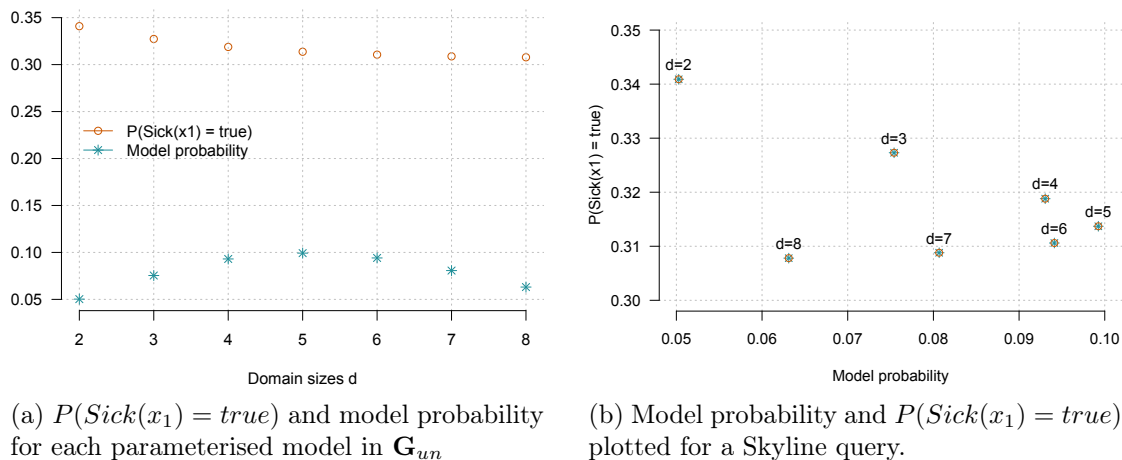 0.35
0.30
0.25
0.20
0.15
0.10
0.05
P(Sick(x1) = true)
Model probability
2 3 4 5 6 7 8
Domain sizes d
(a) P(Sick(x₁) = true) and model probability
for each parameterised model in G_un
0.35
0.34
0.33
0.32
0.31
0.30
P(Sick(x1) = true)
d=2
d=3
d=4
d=5
d=6
d=7
d=8
0.05 0.06 0.07 0.08 0.09 0.10
Model probability
(b) Model probability and P(Sick(x₁) = true)
plotted for a Skyline query.